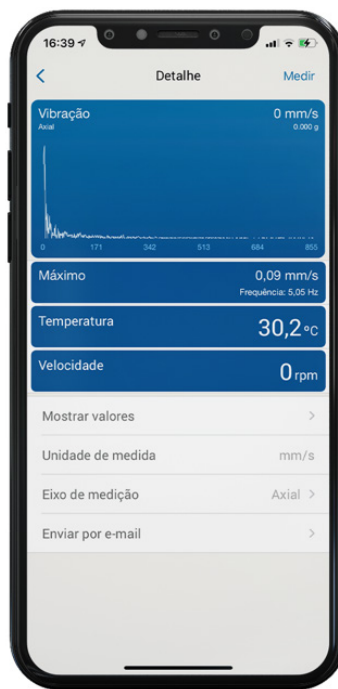 16:39
Detalhe
Medir
Vibração
0 mm/s
Axial
0.000 g
0 171 342 513 684 855
Máximo
0,09 mm/s
Frequência: 5,05 Hz
Temperatura
30,2 °C
Velocidade
0 rpm
Mostrar valores
Unidade de medida
mm/s
Eixo de medição
Axial
Enviar por e-mail